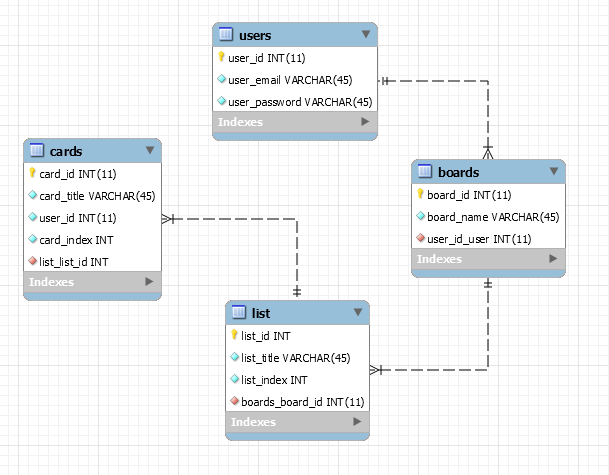 users
user_id INT(11)
user_email VARCHAR(45)
user_password VARCHAR(45)
Indexes
cards
card_id INT(11)
card_title VARCHAR(45)
user_id INT(11)
card_index INT
list_list_id INT
Indexes
boards
board_id INT(11)
board_name VARCHAR(45)
user_id_user INT(11)
Indexes
list
list_id INT
list_title VARCHAR(45)
list_index INT
boards_board_id INT(11)
Indexes